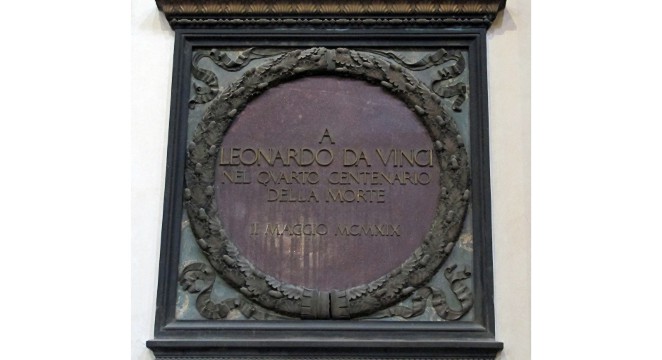 A
LEONARDO DA VINCI
NEL QVARTO CENTENARIO
DELLA MORTE
II MAGGIO MCMXIX